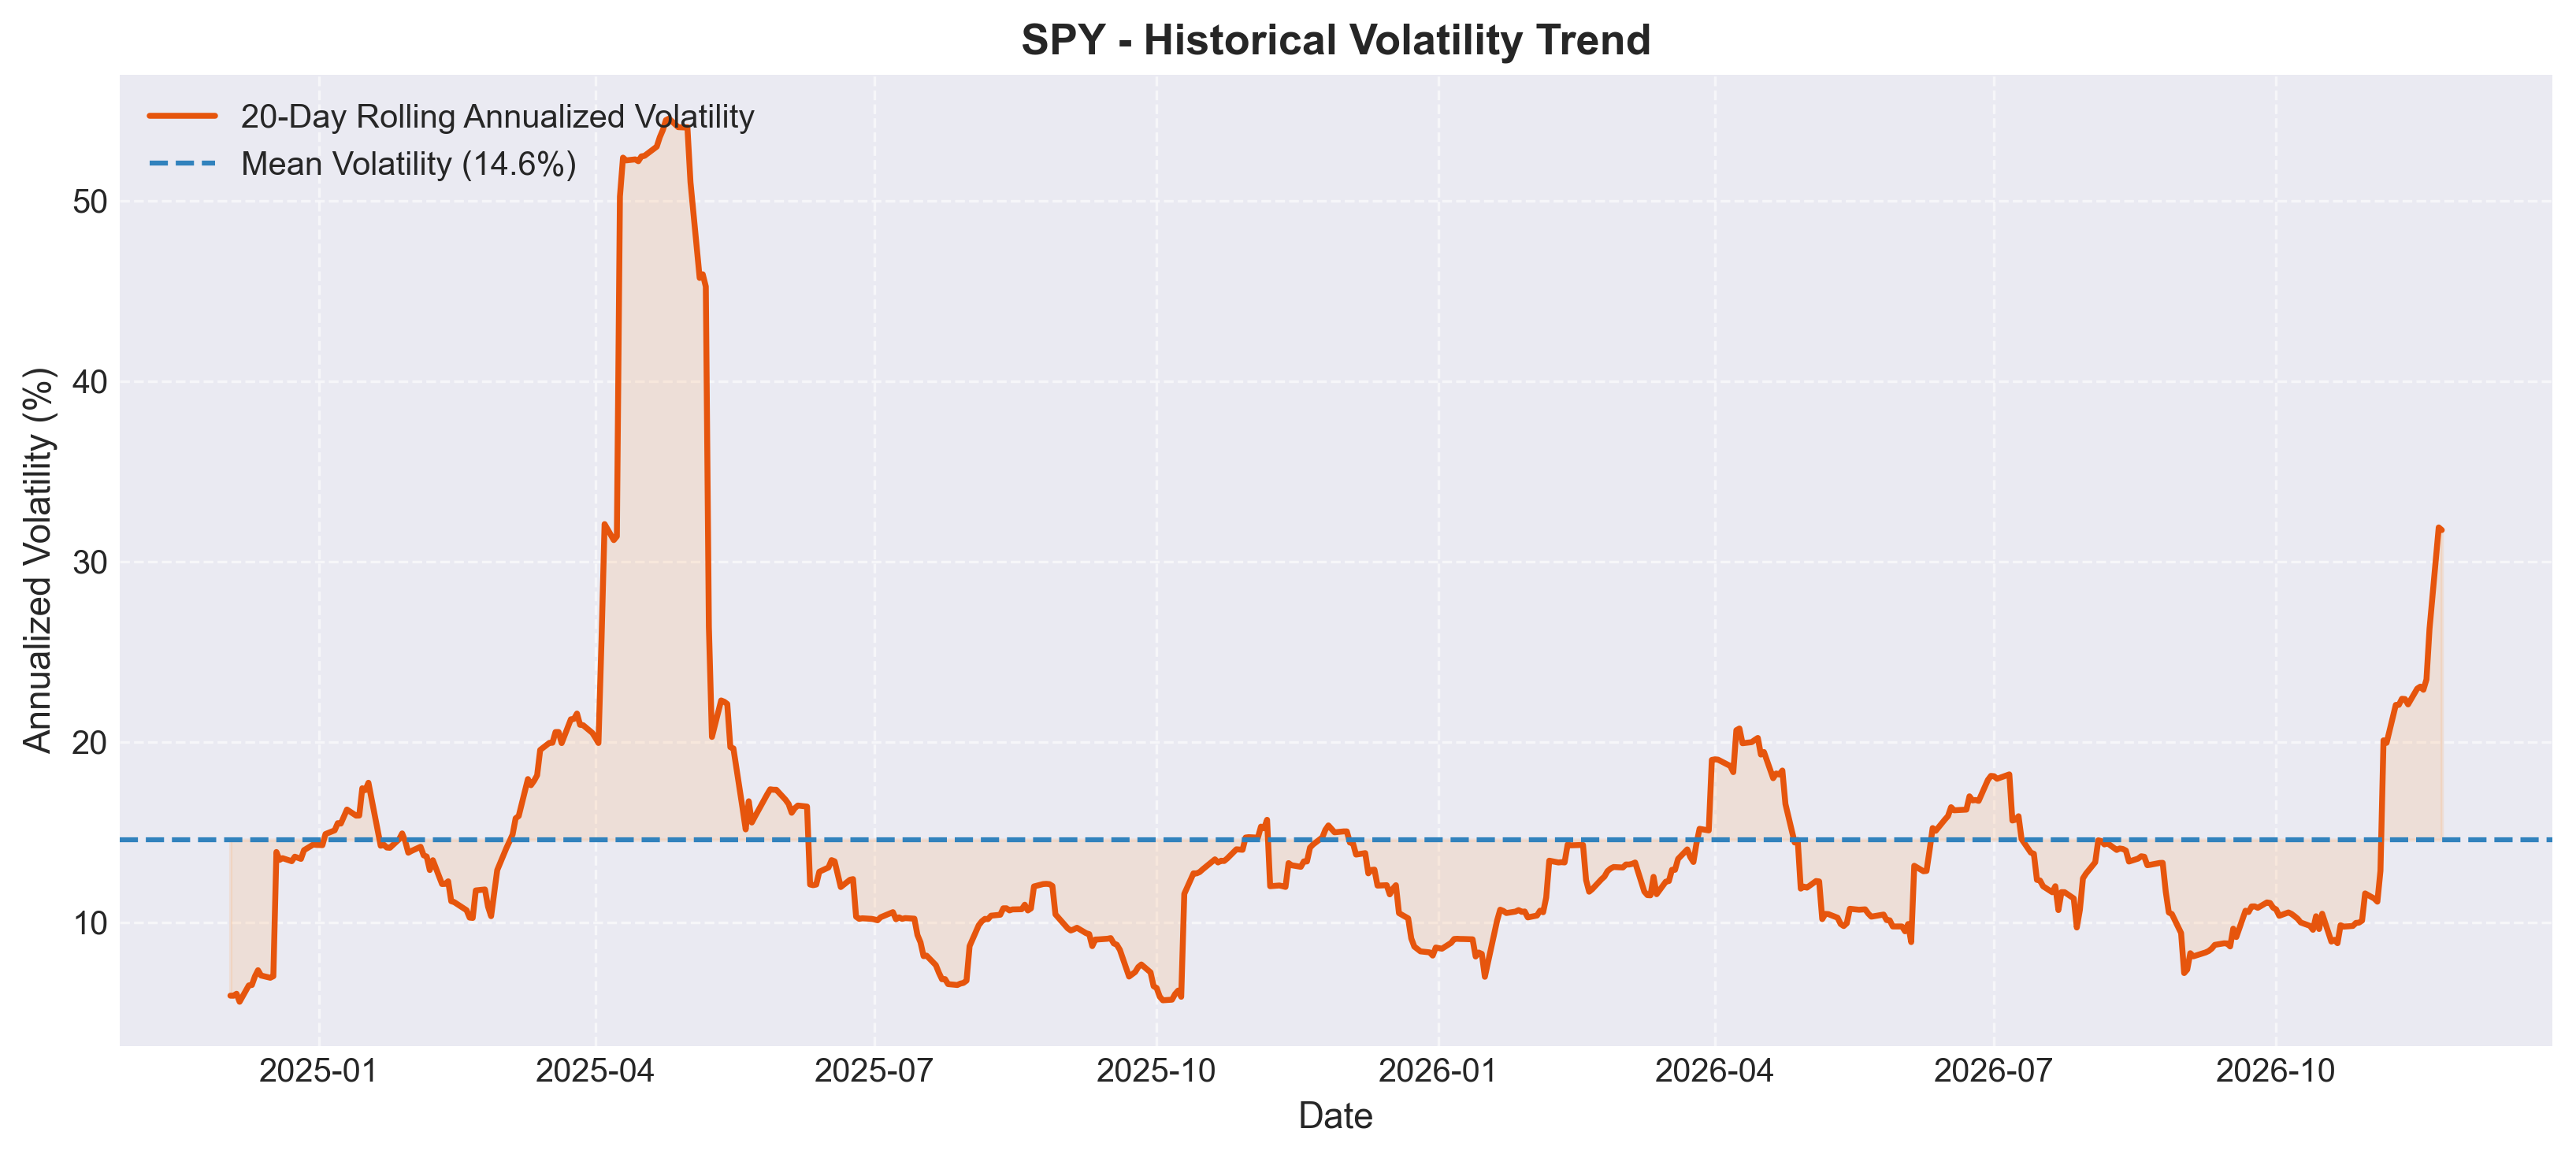 SPY - Historical Volatility Trend
20-Day Rolling Annualized Volatility
Mean Volatility (14.6%)
Annualized Volatility (%)
50
40
30
20
10
2025-01 2025-04 2025-07 2025-10 2026-01 2026-04 2026-07 2026-10
Date